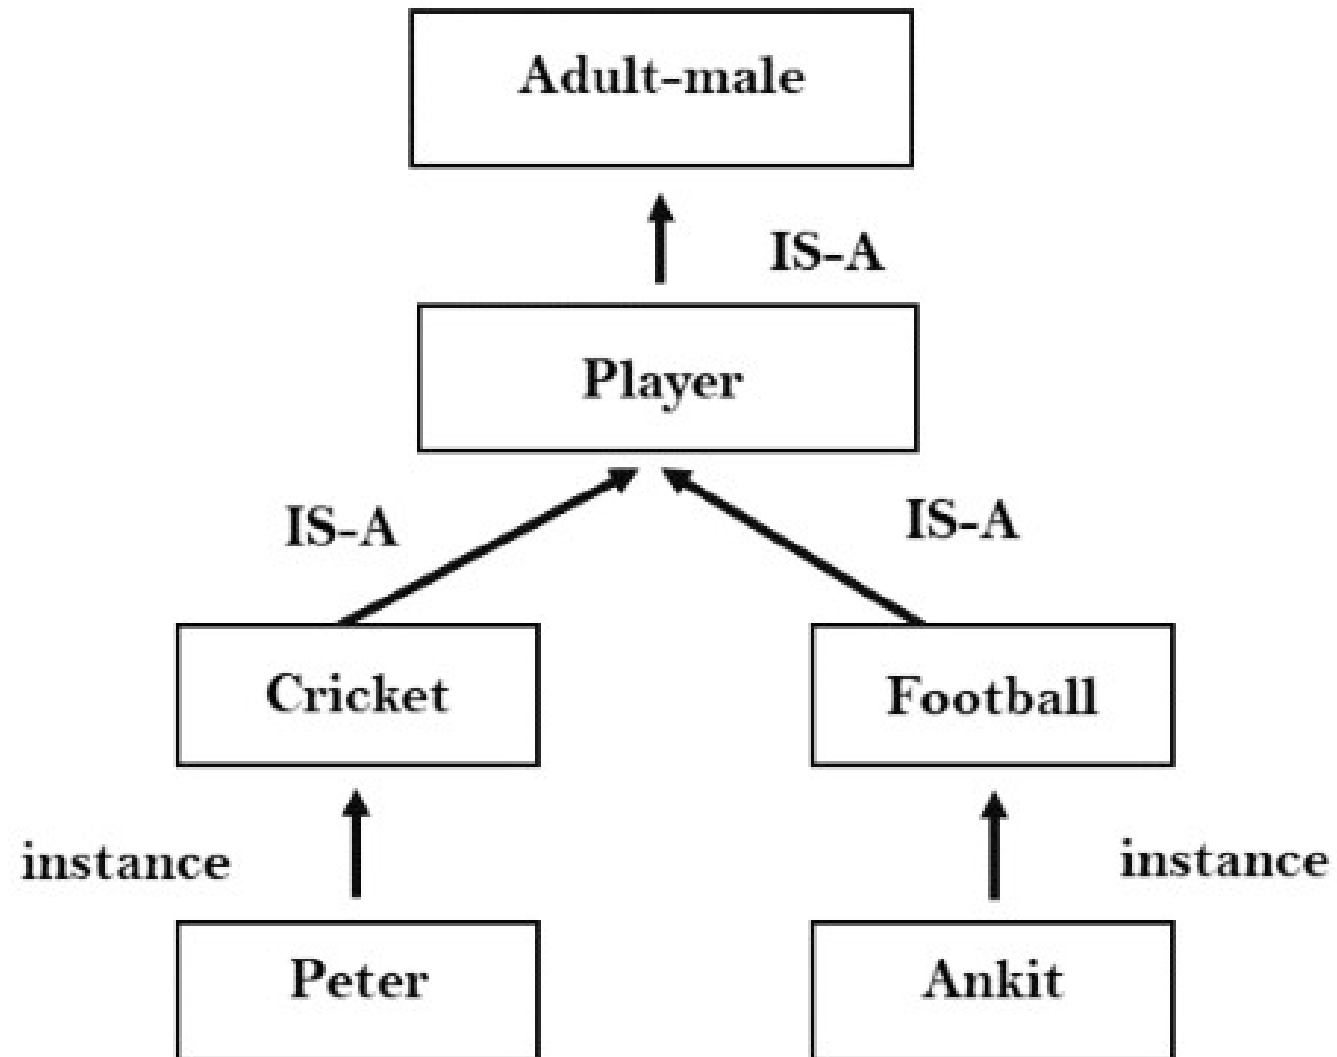 Adult-male
IS-A
Player
IS-A
IS-A
Cricket
Football
instance
instance
Peter
Ankit